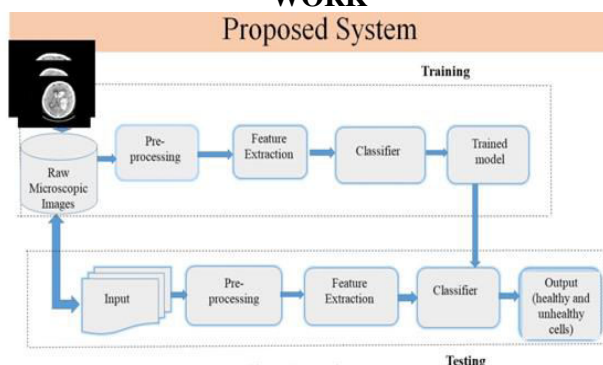 WORK
Proposed System
Training
Pre-
processing
Feature
Extraction
Classifier
Trained
model
Raw
Microscopic
Images
Input
Pre-
processing
Feature
Extraction
Classifier
Output
(healthy and
unhealthy
cells)
Testing